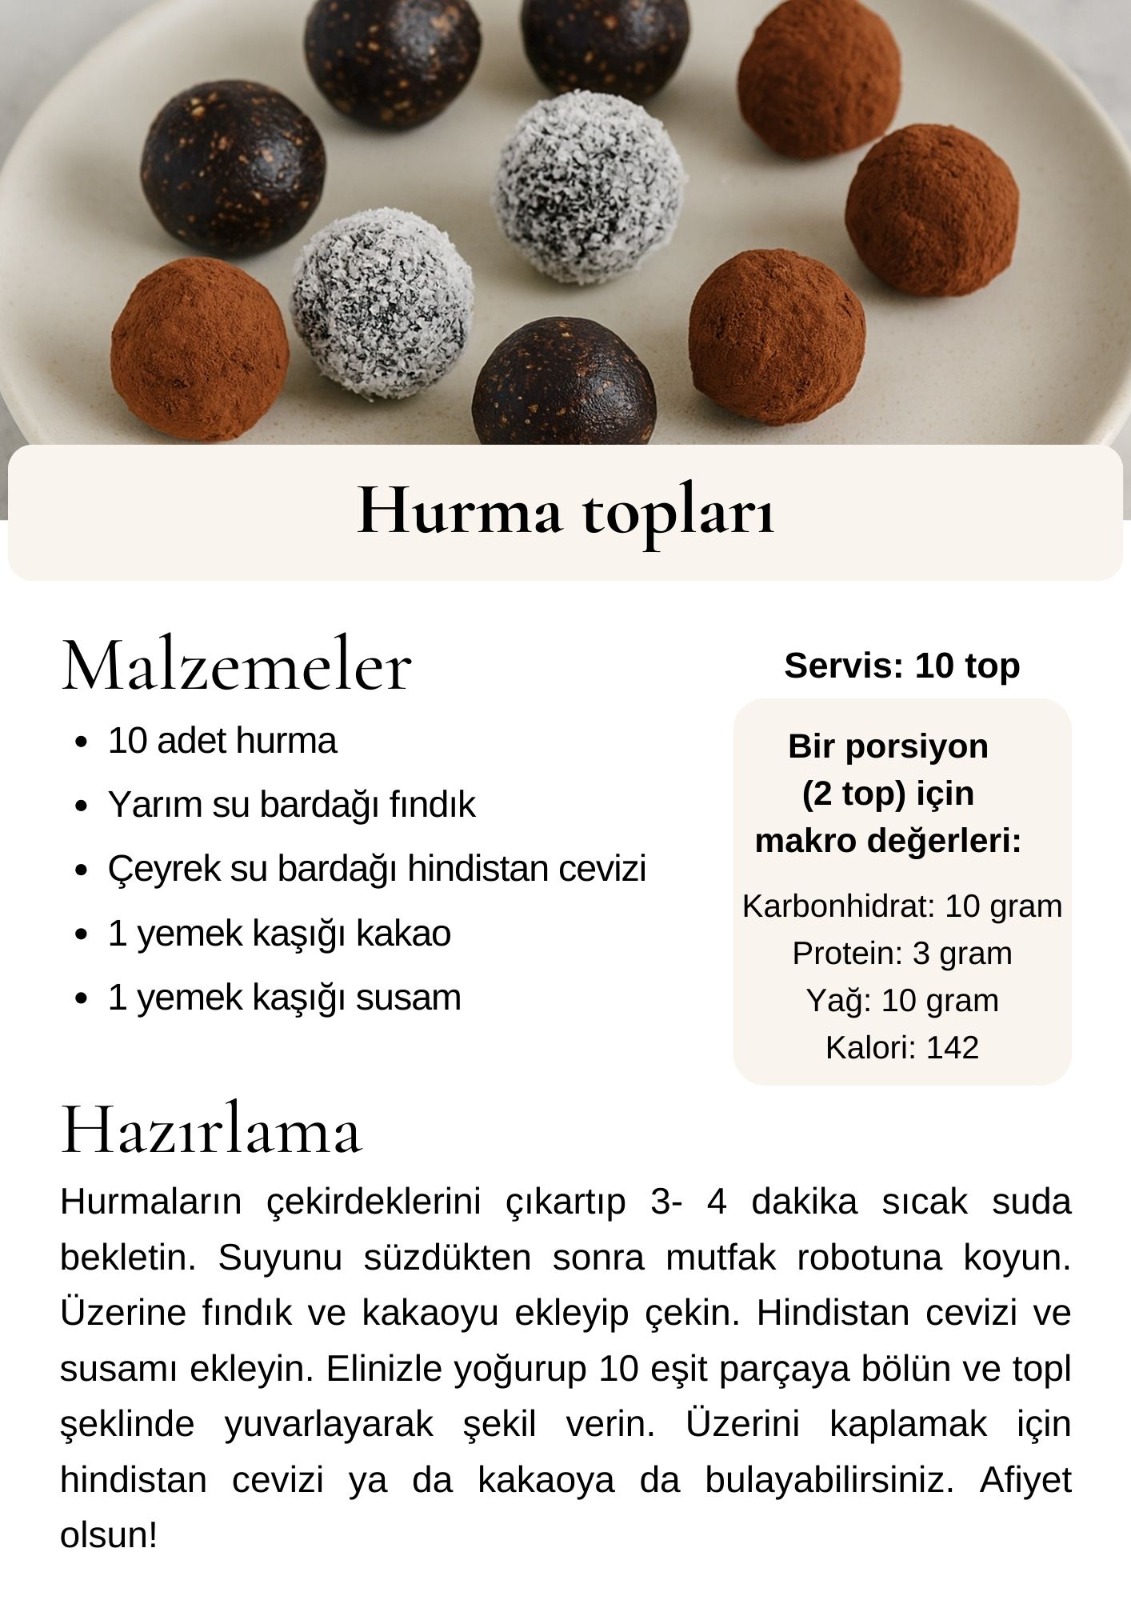 Hurma topları
Malzemeler
10 adet hurma
Yarım su bardağı fındık
Çeyrek su bardağı hindistan cevizi
1 yemek kaşığı kakao
1 yemek kaşığı susam
Servis: 10 top
Bir porsiyon
(2 top) için
makro değerleri:
Karbonhidrat: 10 gram
Protein: 3 gram
Yağ: 10 gram
Kalori: 142
Hazırlama
Hurmaların çekirdeklerini çıkartıp 3- 4 dakika sıcak suda
bekletin. Suyunu süzdükten sonra mutfak robotuna koyun.
Üzerine fındık ve kakaoyu ekleyip çekin. Hindistan cevizi ve
susamı ekleyin. Elinizle yoğurup 10 eşit parçaya bölün ve topl
şeklinde yuvarlayarak şekil verin. Üzerini kaplamak için
hindistan cevizi ya da kakaoya da bulayabilirsiniz. Afiyet
olsun!